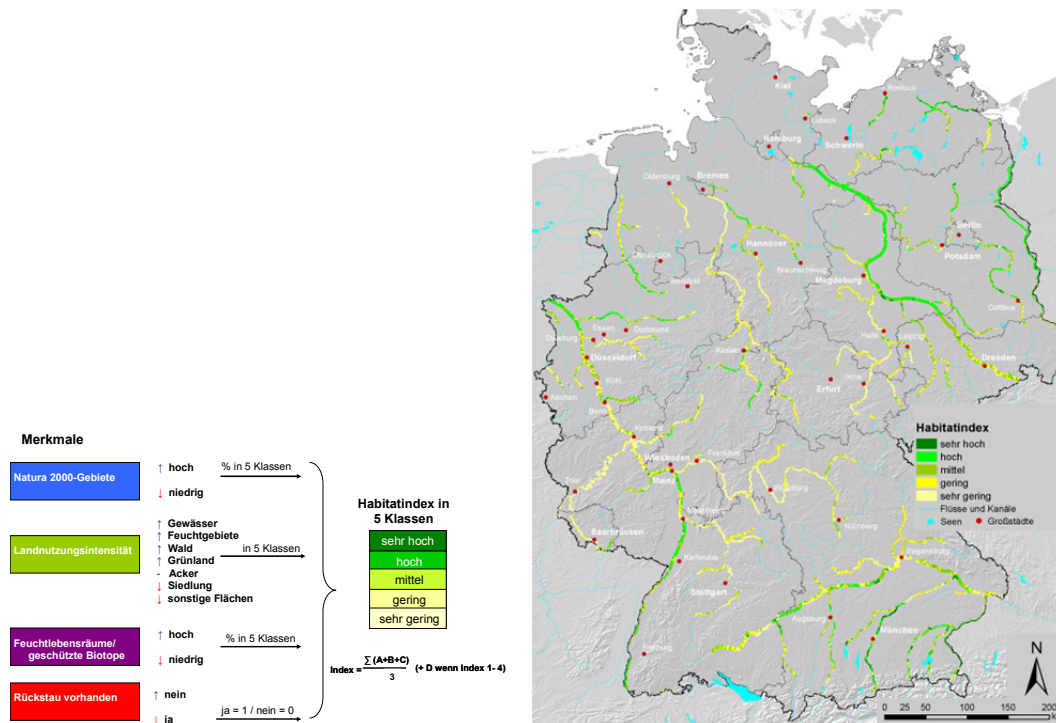 Merkmale
Natura 2000-Gebiete
↑ hoch
% in 5 Klassen
↓ niedrig
Landnutzungsintensität
↑ Gewässer
↑ Feuchtgebiete
↑ Wald
↑ Grünland
- Acker
↓ Siedlung
↓ sonstige Flächen
in 5 Klassen
Feuchtlebensräume/
geschützte Biotope
↑ hoch
% in 5 Klassen
↓ niedrig
Rückstau vorhanden
↑ nein
↓ ja
ja = 1 / nein = 0
Habitatindex in
5 Klassen
sehr hoch
hoch
mittel
gering
sehr gering
Index = ∑ (A+B+C) / 3 (+ D wenn Index 1- 4)
Kiel
Rostock
Lübeck
Hamburg
Schwerin
Oldenburg
Bremen
Berlin
Potsdam
Hannover
Osnabrück
Braunschweig
Bielefeld
Magdeburg
Cottbus
Essen
Dortmund
Duisburg
Düsseldorf
Halle
Leipzig
Kassel
Dresden
Köln
Erfurt
Jena
Aachen
Bonn
Koblenz
Wiesbaden
Frankfurt
Mainz
Trier
Würzburg
Mannheim
Nürnberg
Saarbrücken
Karlsruhe
Regensburg
Stuttgart
Augsburg
München
Freiburg
Habitatindex
sehr hoch
hoch
mittel
gering
sehr gering
Flüsse und Kanäle
Seen
Großstädte
N
0 25 50 100 150 200